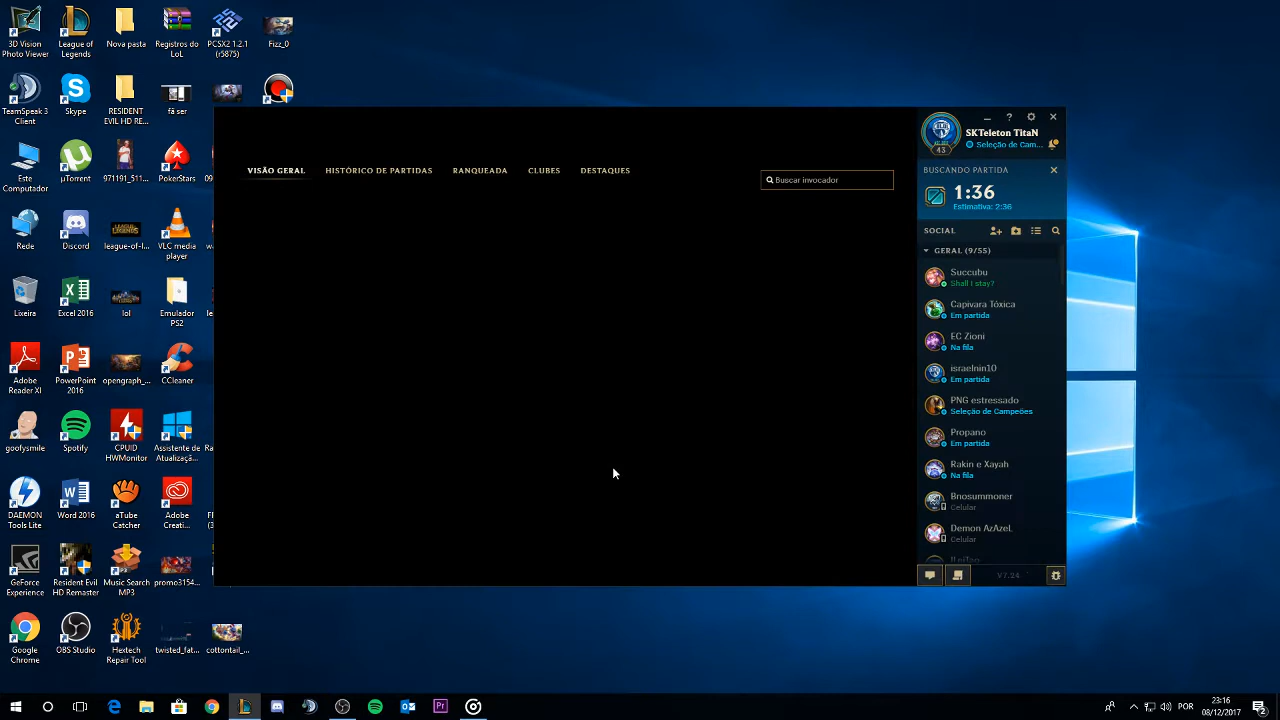 3D Vision
Photo Viewer
League of
Legends
Nova pasta
Registros do
LoL
PCSX2 1.2.1
(r5875)
Fizz_0
TeamSpeak 3
Client
Skype
RESIDENT
EVIL HD RE...
fã ser
Este
Computador
µTorrent
971191_511...
PokerStars
Rede
Discord
league-of-l...
VLC media
player
Lixeira
Excel 2016
lol
Emulador
PS2
Adobe
Reader XI
PowerPoint
2016
opengraph_...
CCleaner
goofysmile
Spotify
CPUID
HWMonitor
Assistente de
Atualizaçã...
DAEMON
Tools Lite
Word 2016
aTube
Catcher
Adobe
Creati...
GeForce
Experience
Resident Evil
HD Remaster
Music Search
MP3
promo3154...
Google
Chrome
OBS Studio
Hextech
Repair Tool
twisted_fat...
cottontail_...
VISÃO GERAL
HISTÓRICO DE PARTIDAS
RANQUEADA
CLUBES
DESTAQUES
Buscar invocador
SKTeleton TitaN
Seleção de Cam...
43
BUSCANDO PARTIDA
1:36
Estimativa: 2:36
SOCIAL
GERAL (9/55)
Succubu
Shall I stay?
Capivara Tóxica
Em partida
EC Zioni
Na fila
israelnin10
Em partida
PNG estressado
Seleção de Campeões
Propano
Em partida
Rakin e Xayah
Na fila
Bnosummoner
Celular
Demon AzAzeL
Celular
V7.24
POR
23:16
08/12/2017
2